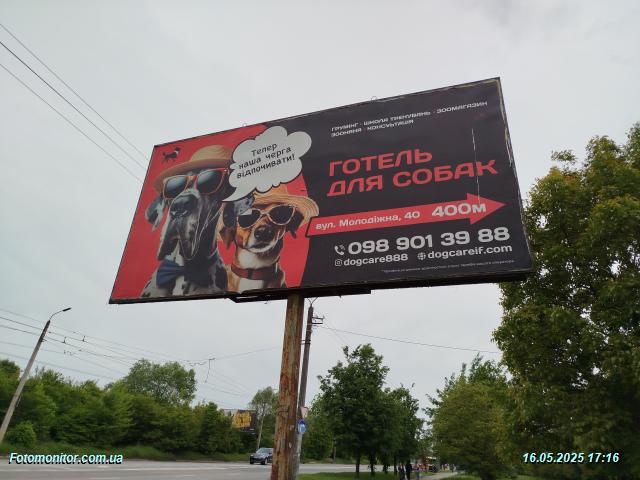 ГРУМІНГ · ШКОЛА ТРЕНУВАНЬ · ЗООМАГАЗИН
ЗООНЯНЯ · КОНСУЛЬТАЦІЯ
Тепер
наша черга
відпочивати!
ГОТЕЛЬ
ДЛЯ СОБАК
вул. Молодіжна, 40 400м
098 901 39 88
dogcare888 dogcareif.com
Fotomonitor.com.ua
16.05.2025 17:16